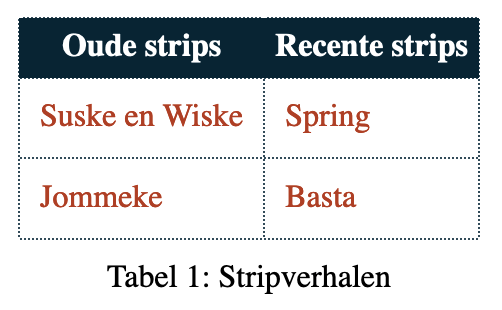 Oude strips Recente strips
Suske en Wiske Spring
Jommeke Basta
Tabel 1: Stripverhalen